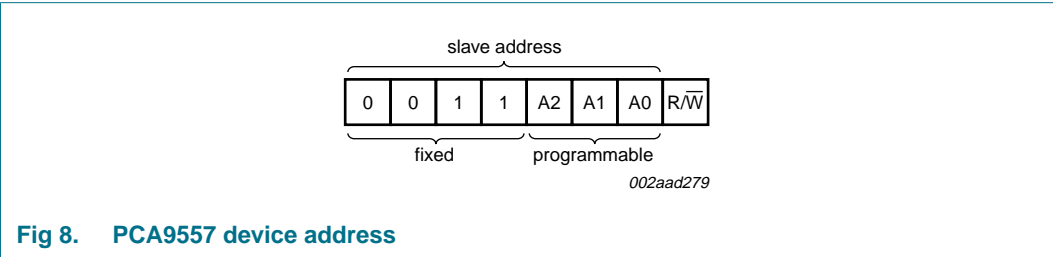 slave address
0 0 1 1 A2 A1 A0 R/W̅
fixed programmable
002aad279
Fig 8. PCA9557 device address